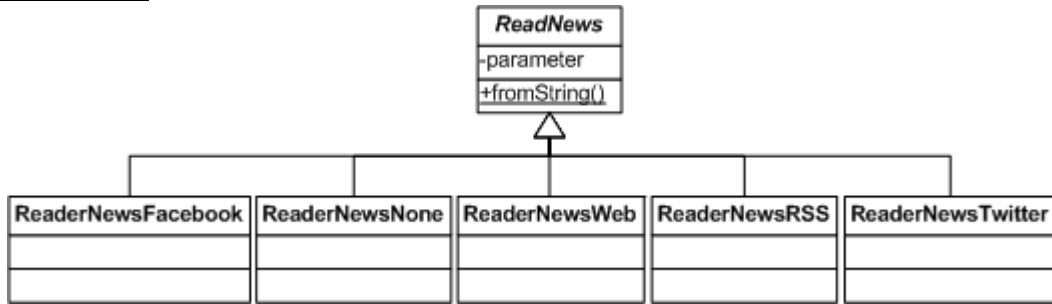 ReadNews
-parameter
+fromString()
ReaderNewsFacebook
ReaderNewsNone
ReaderNewsWeb
ReaderNewsRSS
ReaderNewsTwitter